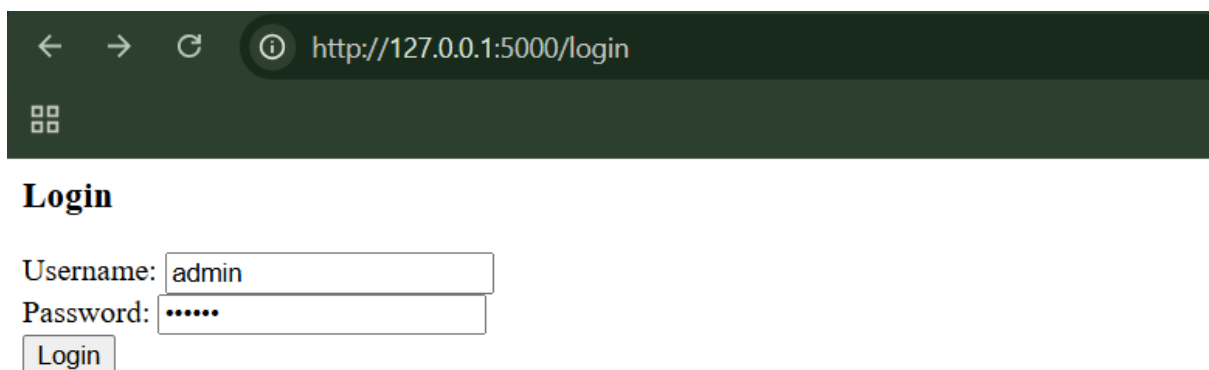 http://127.0.0.1:5000/login
Login
Username: admin
Password: ••••••
Login